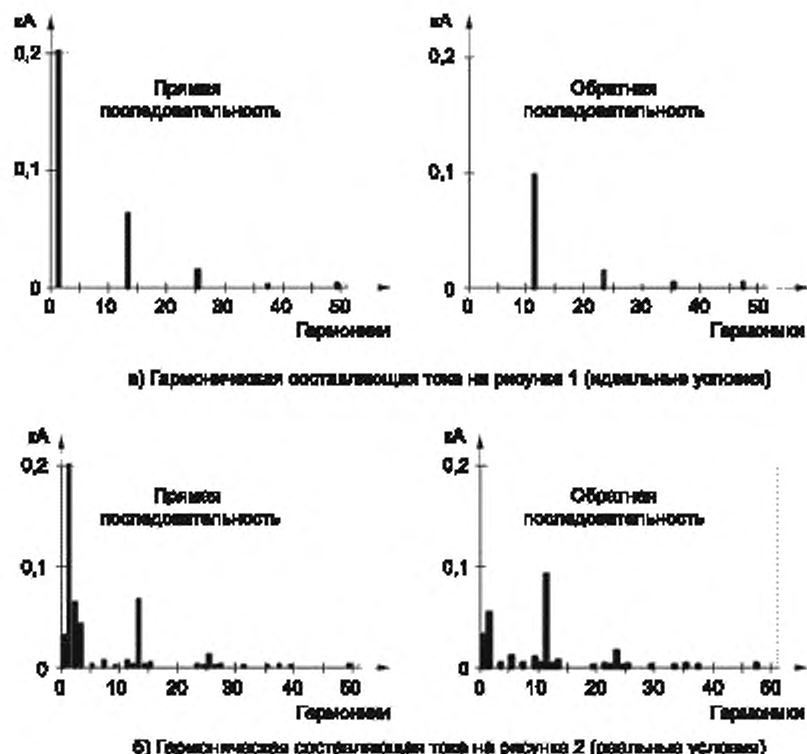 кА
0,2
Прямая
последовательность
0,1
0
0 10 20 30 40 50
Гармоники
кА
0,2
Обратная
последовательность
0,1
0
0 10 20 30 40 50
Гармоники
а) Гармоническая составляющая тока на рисунке 1 (идеальные условия)
кА
0,2
Прямая
последовательность
0,1
0
0 10 20 30 40 50
Гармоники
кА
0,2
Обратная
последовательность
0,1
0
0 10 20 30 40 50
Гармоники
б) Гармоническая составляющая тока на рисунке 2 (реальные условия)